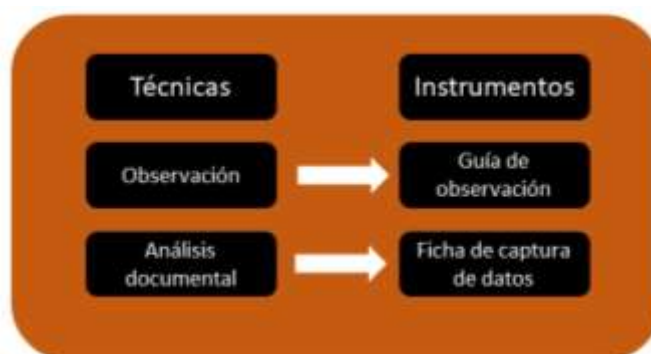 Técnicas
Instrumentos
Observación
Guía de
observación
Análisis
documental
Ficha de captura
de datos